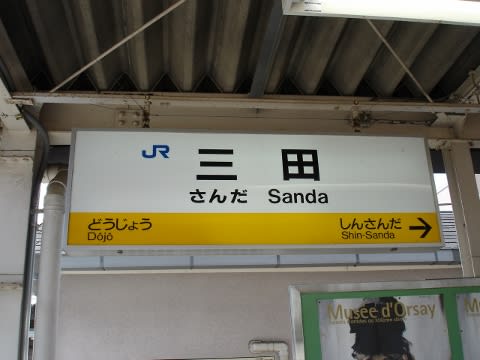 JR 三田
さんだ Sanda
どうじょう しんさんだ →
Dōjō Shin-Sanda
Musée d'Orsay
Musée